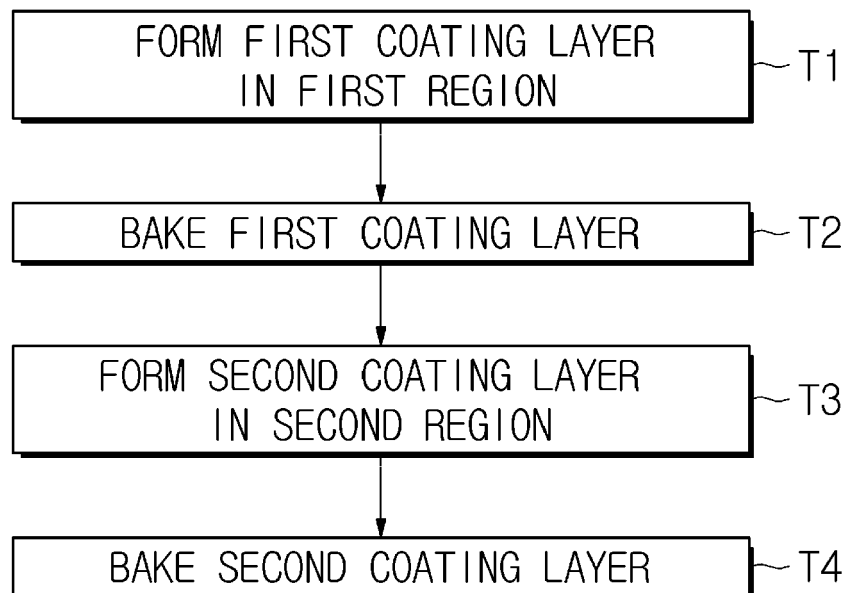 FORM FIRST COATING LAYER
IN FIRST REGION
T1
BAKE FIRST COATING LAYER
T2
FORM SECOND COATING LAYER
IN SECOND REGION
T3
BAKE SECOND COATING LAYER
T4